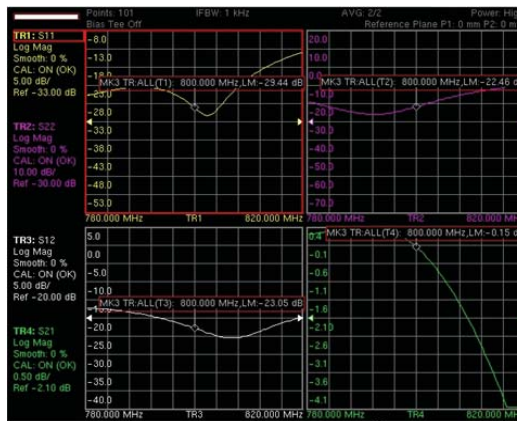 Points: 101 IFBW: 1 kHz AVG: 2/2 Power: Hig
Bias Tee Off Reference Plane P1: 0 mm P2: 0 m
TR1: S11
Log Mag
Smooth: 0 %
CAL: ON (OK)
5.00 dB/
Ref -33.00 dB
TR2: S22
Log Mag
Smooth: 0 %
CAL: ON (OK)
10.00 dB/
Ref -30.00 dB
-8.0
-13.0
-18.0
-23.0
-28.0
-33.0
-38.0
-43.0
-48.0
-53.0
MK3 TR:ALL(T1) 800.000 MHz,LM:-29.44 dB
780.000 MHz TR1 820.000 MHz
20.0
10.0
0.0
-10.0
-20.0
-30.0
-40.0
-50.0
-60.0
-70.0
MK3 TR:ALL(T2) 800.000 MHz,LM:-22.46 d
780.000 MHz TR2 820.000 MHz
TR3: S12
Log Mag
Smooth: 0 %
CAL: ON (OK)
5.00 dB/
Ref -20.00 dB
TR4: S21
Log Mag
Smooth: 0 %
CAL: ON (OK)
0.50 dB/
Ref -2.10 dB
5.0
0.0
-5.0
-10.0
-20.0
-25.0
-30.0
-35.0
-40.0
MK3 TR:ALL(T3) 800.000 MHz,LM:-23.05 dB
780.000 MHz TR3 820.000 MHz
0.4
-0.1
-0.6
-1.1
-1.6
-2.10
-2.6
-3.1
-3.6
-4.1
MK3 TR:ALL(T4) 800.000 MHz,LM:-0.15 d
780.000 MHz TR4 820.000 MHz